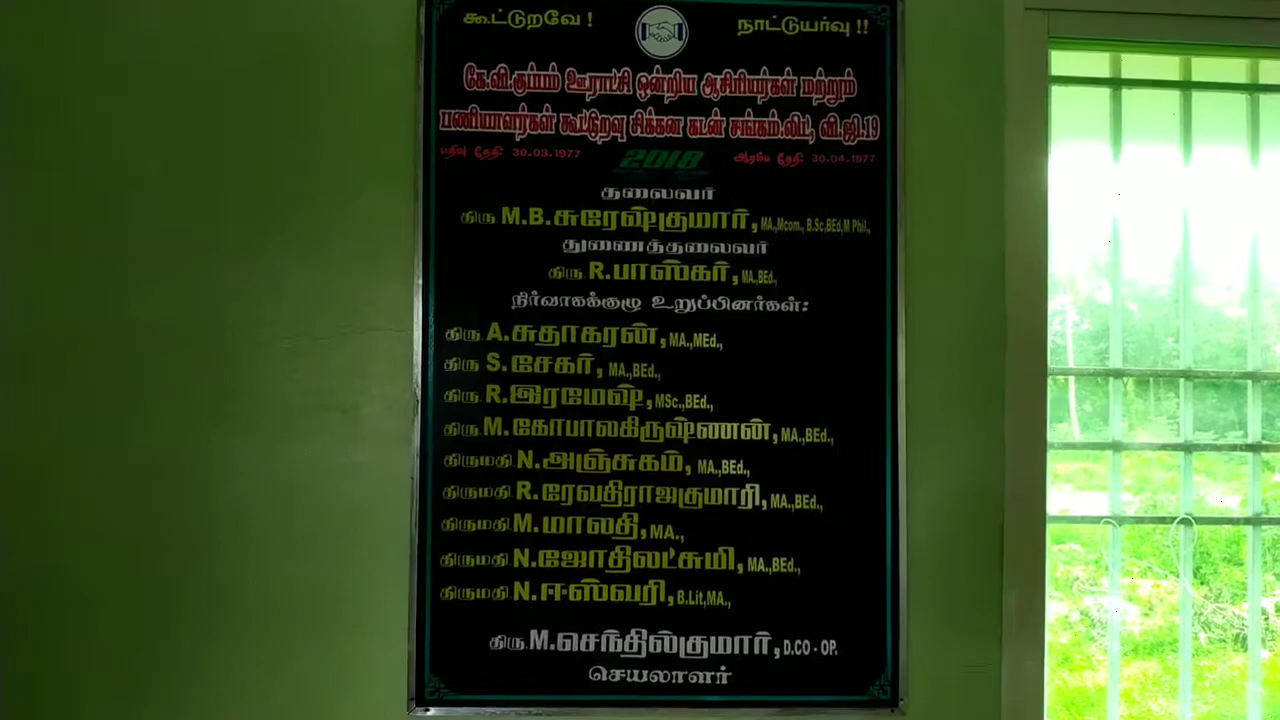 கூட்டுறவே ! நாட்டுயர்வு !!
கே.வி.குப்பம் ஊராட்சி ஒன்றிய ஆசிரியர்கள் மற்றும்
பணியாளர்கள் கூட்டுறவு சிக்கன கடன் சங்கம்.லிட், வி.ஜி.19
பதிவு தேதி: 30.03.1977 2018 ஆரம்ப தேதி: 30.04.1977
தலைவர்
திரு. M.B.சுரேஷ்குமார், MA.,Mcom., B.Sc,BEd,M Phil.,
துணைத்தலைவர்
திரு. R.பாஸ்கர், MA.,BEd.,
நிர்வாகக்குழு உறுப்பினர்கள்:
திரு. A.சுதாகரன், MA.,MEd.,
திரு. S.சேகர், MA.,BEd.,
திரு. R.இரமேஷ், MSc.,BEd.,
திரு. M.கோபாலகிருஷ்ணன், MA.,BEd.,
திருமதி. N.அஞ்சுகம், MA.,BEd.,
திருமதி. R.ரேவதிராஜகுமாரி, MA.,BEd.,
திருமதி. M.மாலதி, MA.,
திருமதி. N.ஜோதிலட்சுமி, MA.,BEd.,
திருமதி. N.ஈஸ்வரி, B.Lit,MA.,
திரு. M.செந்தில்குமார், D.CO - OP.
செயலாளர்